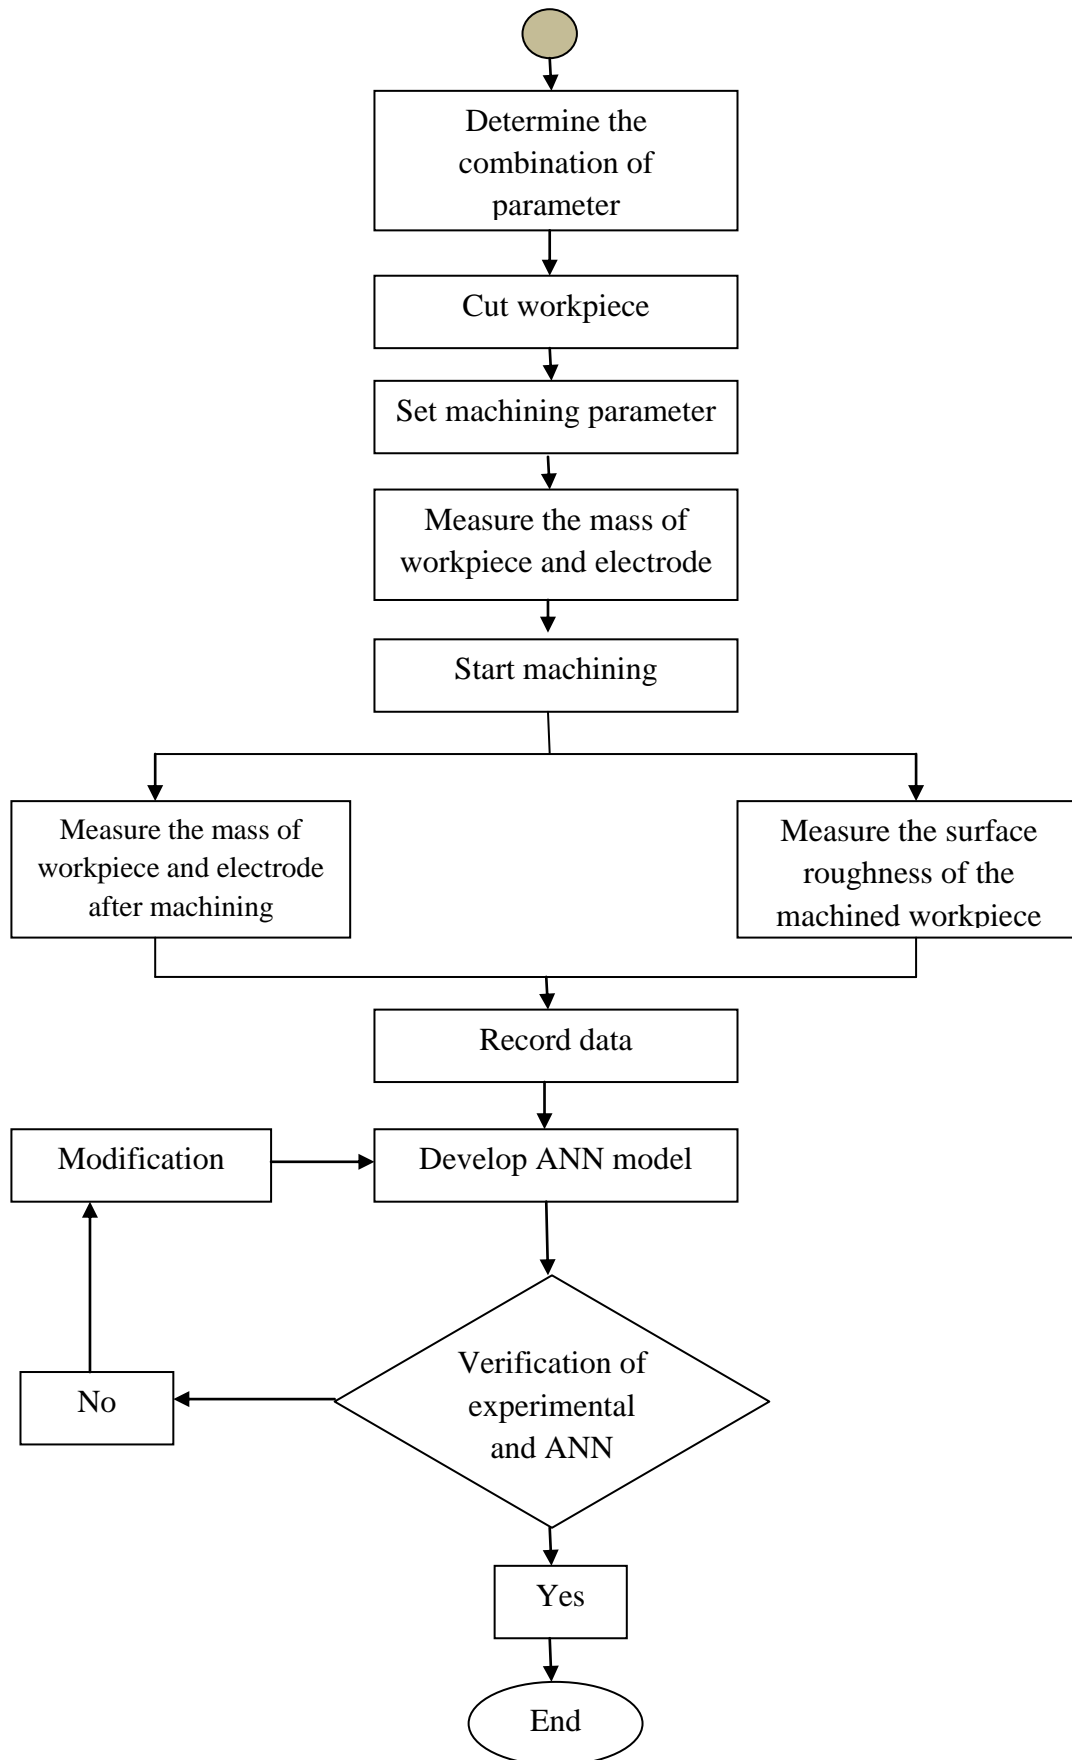 Determine the
combination of
parameter
Cut workpiece
Set machining parameter
Measure the mass of
workpiece and electrode
Start machining
Measure the mass of
workpiece and electrode
after machining
Measure the surface
roughness of the
machined workpiece
Record data
Modification
Develop ANN model
Verification of
experimental
and ANN
No
Yes
End